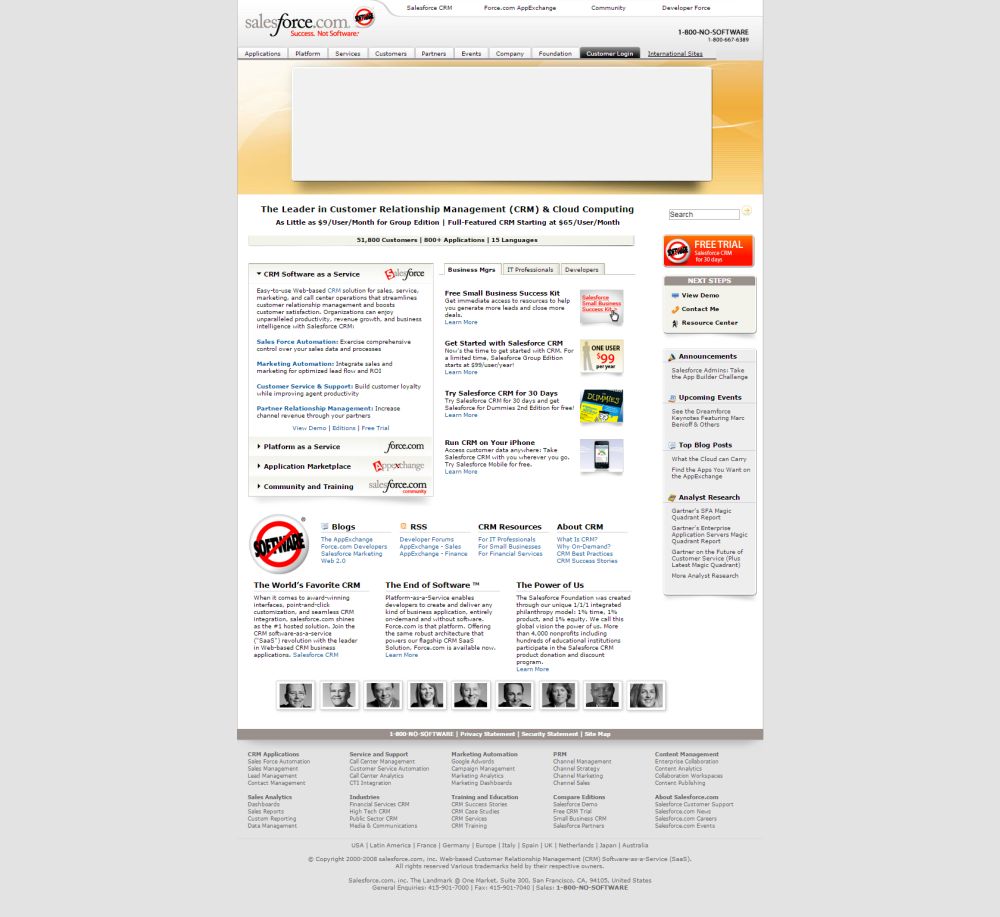 salesforce.com
Success. Not Software.
SOFTWARE
Salesforce CRM
Force.com AppExchange
Community
Developer Force
1-800-NO-SOFTWARE
1-800-667-6389
Applications
Platform
Services
Customers
Partners
Events
Company
Foundation
Customer Login
International Sites
The Leader in Customer Relationship Management (CRM) & Cloud Computing
As Little as $9/User/Month for Group Edition | Full-Featured CRM Starting at $65/User/Month
51,800 Customers | 800+ Applications | 15 Languages
CRM Software as a Service
salesforce
Easy-to-use Web-based CRM solution for sales, service,
marketing, and call center operations that streamlines
customer relationship management and boosts
customer satisfaction. Organizations can enjoy
unparalleled productivity, revenue growth, and business
intelligence with Salesforce CRM:
Sales Force Automation: Exercise comprehensive
control over your sales data and processes
Marketing Automation: Integrate sales and
marketing for optimized lead flow and ROI
Customer Service & Support: Build customer loyalty
while improving agent productivity
Partner Relationship Management: Increase
channel revenue through your partners
View Demo | Editions | Free Trial
Platform as a Service
force.com
Application Marketplace
Appexchange
Community and Training
salesforce.com
community
Business Mgrs
IT Professionals
Developers
Free Small Business Success Kit
Get immediate access to resources to help
you generate more leads and close more
deals.
Learn More
Salesforce
Small Business
Success Kit
Get Started with Salesforce CRM
Now's the time to get started with CRM. For
a limited time, Salesforce Group Edition
starts at $99/user/year!
Learn More
ONE USER
$99
per year
Try Salesforce CRM for 30 Days
Try Salesforce CRM for 30 days and get
Salesforce for Dummies 2nd Edition for free!
Learn More
DUMMIES
Run CRM on Your iPhone
Access customer data anywhere: Take
Salesforce CRM with you wherever you go.
Try Salesforce Mobile for free.
Learn More
Search
SOFTWARE
FREE TRIAL
Salesforce CRM
for 30 days
NEXT STEPS
View Demo
Contact Me
Resource Center
Announcements
Salesforce Admins: Take
the App Builder Challenge
Upcoming Events
See the Dreamforce
Keynotes Featuring Marc
Benioff & Others
Top Blog Posts
What the Cloud can Carry
Find the Apps You Want on
the AppExchange
Analyst Research
Gartner's SFA Magic
Quadrant Report
Gartner's Enterprise
Application Servers Magic
Quadrant Report
Gartner on the Future of
Customer Service (Plus
Latest Magic Quadrant)
More Analyst Research
SOFTWARE
®
Blogs
The AppExchange
Force.com Developers
Salesforce Marketing
Web 2.0
RSS
Developer Forums
AppExchange - Sales
AppExchange - Finance
CRM Resources
For IT Professionals
For Small Businesses
For Financial Services
About CRM
What Is CRM?
Why On-Demand?
CRM Best Practices
CRM Success Stories
The World's Favorite CRM
When it comes to award-winning
interfaces, point-and-click
customization, and seamless CRM
integration, salesforce.com shines
as the #1 hosted solution. Join the
CRM software-as-a-service
("SaaS") revolution with the leader
in Web-based CRM business
applications. Salesforce CRM
The End of Software ™
Platform-as-a-Service enables
developers to create and deliver any
kind of business application, entirely
on-demand and without software.
Force.com is that platform. Offering
the same robust architecture that
powers our flagship CRM SaaS
Solution. Force.com is available now.
Learn More
The Power of Us
The Salesforce Foundation was created
through our unique 1/1/1 integrated
philanthropy model: 1% time, 1%
product, and 1% equity. We call this
global vision the power of us. More
than 4,000 nonprofits including
hundreds of educational institutions
participate in the Salesforce CRM
product donation and discount
program.
Learn More
1-800-NO-SOFTWARE | Privacy Statement | Security Statement | Site Map
CRM Applications
Sales Force Automation
Sales Management
Lead Management
Contact Management
Service and Support
Call Center Management
Customer Service Automation
Call Center Analytics
CTI Integration
Marketing Automation
Google Adwords
Campaign Management
Marketing Analytics
Marketing Dashboards
PRM
Channel Management
Channel Strategy
Channel Marketing
Channel Sales
Content Management
Enterprise Collaboration
Content Analytics
Collaboration Workspaces
Content Publishing
Sales Analytics
Dashboards
Sales Reports
Custom Reporting
Data Management
Industries
Financial Services CRM
High Tech CRM
Public Sector CRM
Media & Communications
Training and Education
CRM Success Stories
CRM Case Studies
CRM Services
CRM Training
Compare Editions
Salesforce Demo
Free CRM Trial
Small Business CRM
Salesforce Partners
About Salesforce.com
Salesforce Customer Support
Salesforce.com News
Salesforce.com Careers
Salesforce.com Events
USA | Latin America | France | Germany | Europe | Italy | Spain | UK | Netherlands | Japan | Australia
© Copyright 2000-2008 salesforce.com, inc. Web-based Customer Relationship Management (CRM) Software-as-a-Service (SaaS).
All rights reserved Various trademarks held by their respective owners.
Salesforce.com, inc. The Landmark @ One Market, Suite 300, San Francisco, CA, 94105, United States
General Enquiries: 415-901-7000 | Fax: 415-901-7040 | Sales: 1-800-NO-SOFTWARE